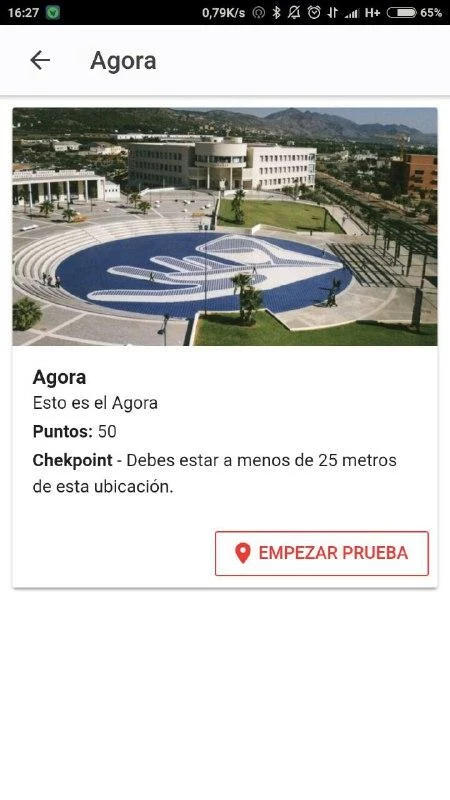 16:27 0,79K/s H+ 65%
Agora
Agora
Esto es el Agora
Puntos: 50
Chekpoint - Debes estar a menos de 25 metros
de esta ubicación.
EMPEZAR PRUEBA